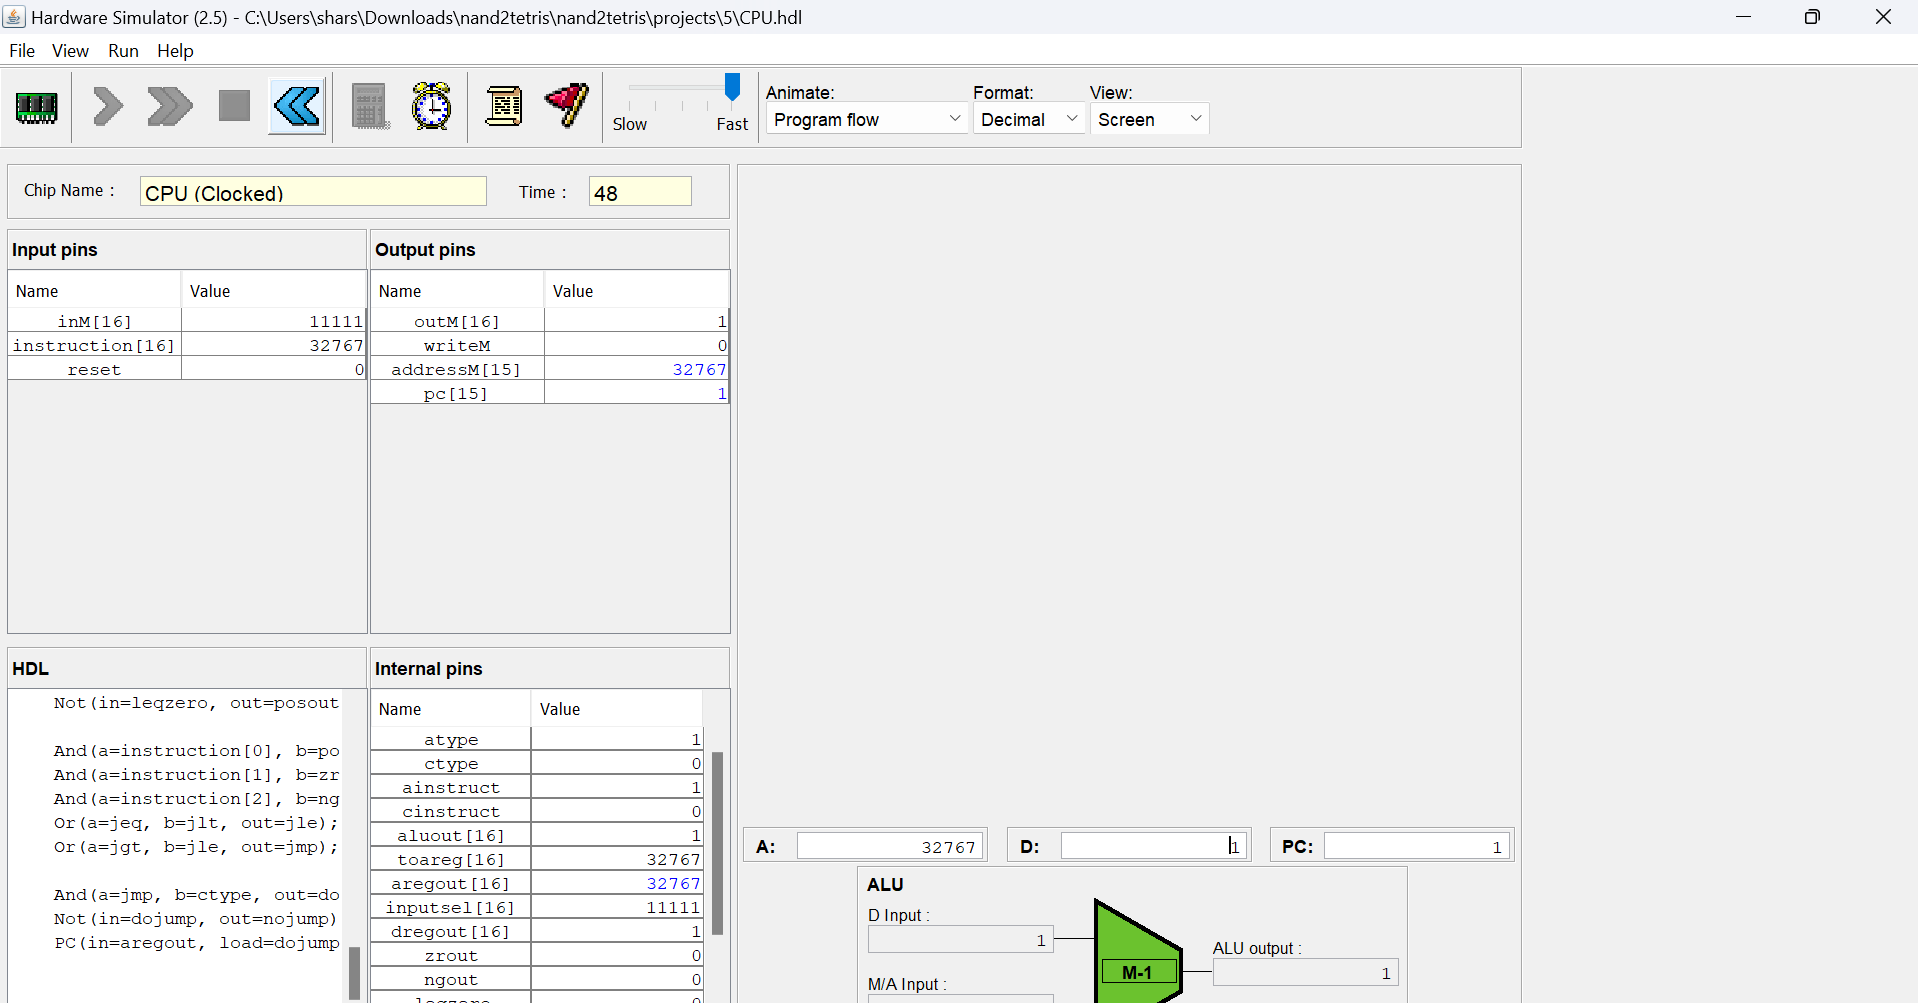 Hardware Simulator (2.5) - C:\Users\shars\Downloads\nand2tetris\nand2tetris\projects\5\CPU.hdl
File View Run Help
Slow Fast
Animate:
Program flow
Format:
Decimal
View:
Screen
Chip Name :
CPU (Clocked)
Time :
48
Input pins
Name Value
inM[16] 11111
instruction[16] 32767
reset 0
Output pins
Name Value
outM[16] 1
writeM 0
addressM[15] 32767
pc[15] 1
HDL
Not(in=leqzero, out=posout
And(a=instruction[0], b=po
And(a=instruction[1], b=zr
And(a=instruction[2], b=ng
Or(a=jeq, b=jlt, out=jle);
Or(a=jgt, b=jle, out=jmp);
And(a=jmp, b=ctype, out=do
Not(in=dojump, out=nojump)
PC(in=aregout, load=dojump
Internal pins
Name Value
atype 1
ctype 0
ainstruct 1
cinstruct 0
aluout[16] 1
toareg[16] 32767
aregout[16] 32767
inputsel[16] 11111
dregout[16] 1
zrout 0
ngout 0
leqzero 0
A: 32767
D: 1
PC: 1
ALU
D Input :
1
M/A Input :
M-1
ALU output :
1